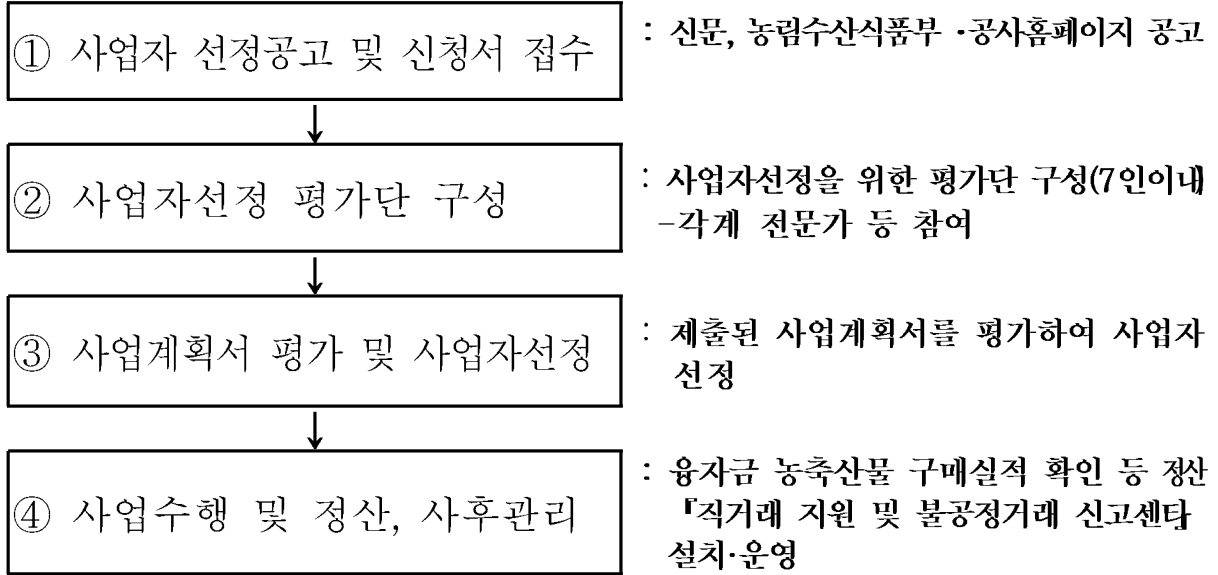 ① 사업자 선정공고 및 신청서 접수
: 신문, 농림수산식품부·공사홈페이지 공고
② 사업자선정 평가단 구성
: 사업자선정을 위한 평가단 구성(7인이내)
-각계 전문가 등 참여
③ 사업계획서 평가 및 사업자선정
: 제출된 사업계획서를 평가하여 사업자
선정
④ 사업수행 및 정산, 사후관리
: 융자금 농축산물 구매실적 확인 등 정산
『직거래 지원 및 불공정거래 신고센타』
설치·운영